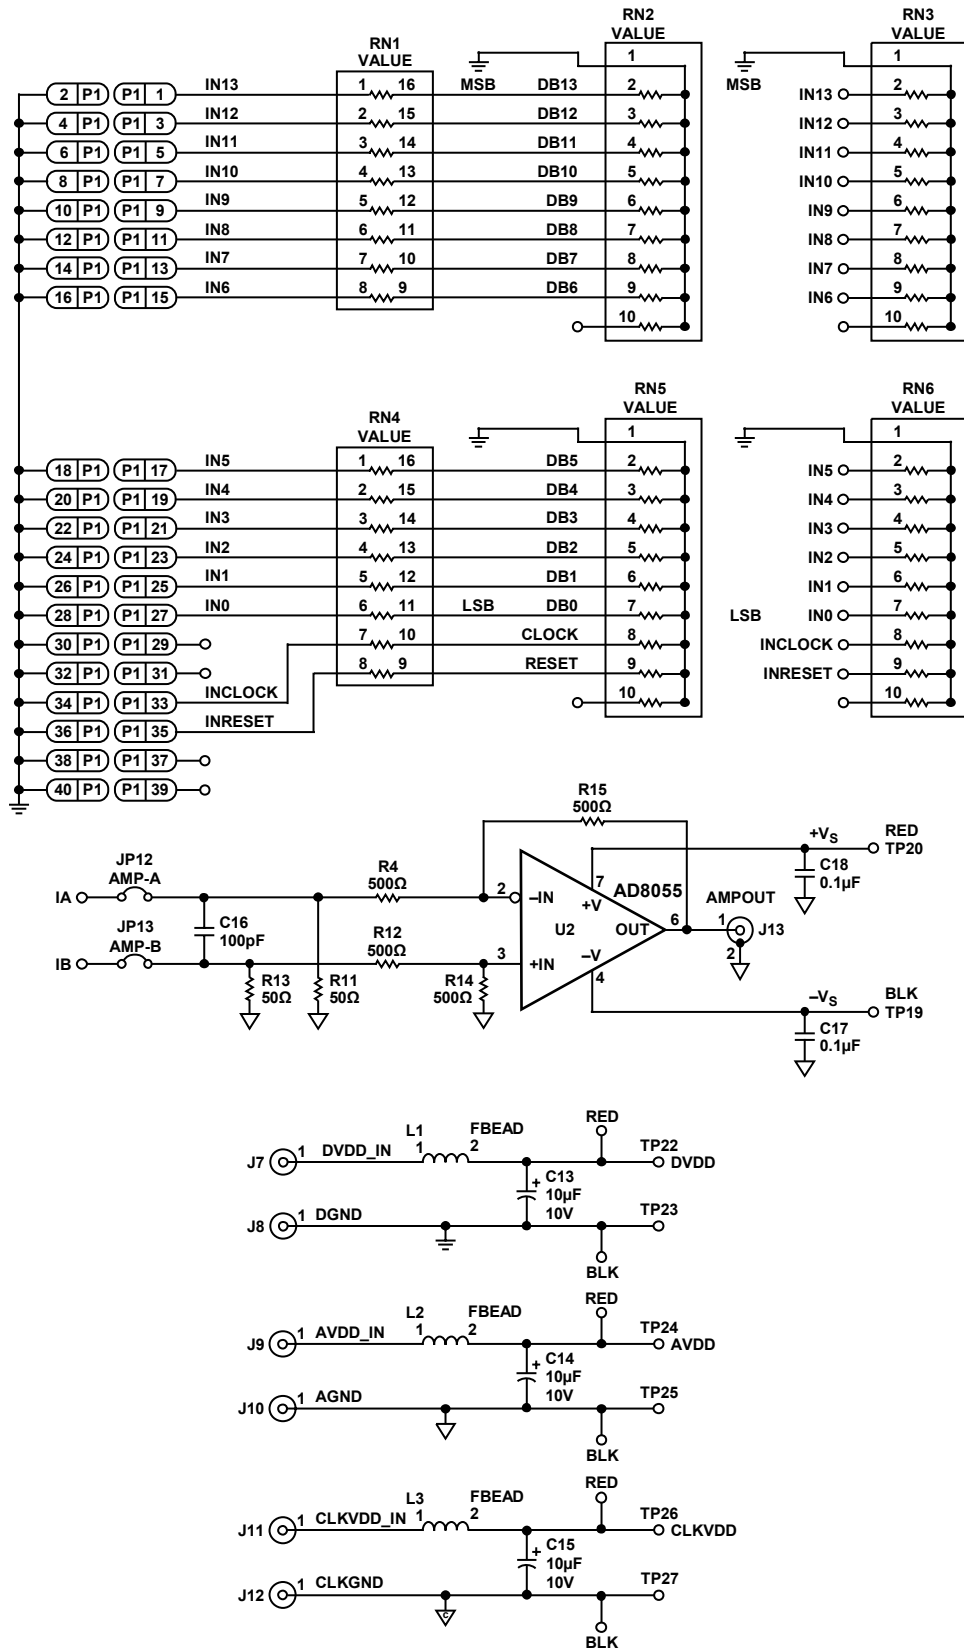 RN1
VALUE
RN2
VALUE
RN3
VALUE
1
1
2 P1 P1 1 IN13 1 16 MSB DB13 2 MSB IN13 2
4 P1 P1 3 IN12 2 15 DB12 3 IN12 3
6 P1 P1 5 IN11 3 14 DB11 4 IN11 4
8 P1 P1 7 IN10 4 13 DB10 5 IN10 5
10 P1 P1 9 IN9 5 12 DB9 6 IN9 6
12 P1 P1 11 IN8 6 11 DB8 7 IN8 7
14 P1 P1 13 IN7 7 10 DB7 8 IN7 8
16 P1 P1 15 IN6 8 9 DB6 9 IN6 9
10 10
RN4
VALUE
RN5
VALUE
RN6
VALUE
1
1
18 P1 P1 17 IN5 1 16 DB5 2 IN5 2
20 P1 P1 19 IN4 2 15 DB4 3 IN4 3
22 P1 P1 21 IN3 3 14 DB3 4 IN3 4
24 P1 P1 23 IN2 4 13 DB2 5 IN2 5
26 P1 P1 25 IN1 5 12 DB1 6 IN1 6
28 P1 P1 27 IN0 6 11 LSB DB0 7 LSB IN0 7
30 P1 P1 29 7 10 CLOCK 8 INCLOCK 8
32 P1 P1 31 8 9 RESET 9 INRESET 9
34 P1 P1 33 INCLOCK 10 10
36 P1 P1 35 INRESET
38 P1 P1 37
40 P1 P1 39
R15
500Ω
JP12
AMP-A
IA
R4
500Ω
C16
100pF
JP13
AMP-B
IB
R12
500Ω
R13
50Ω
R11
50Ω
R14
500Ω
2 –IN
3 +IN
U2
7
+V
AD8055
OUT 6
–V
4
AMPOUT
1 J13
2
+VS
RED
TP20
C18
0.1µF
–VS
BLK
TP19
C17
0.1µF
RED
J7 1 DVDD_IN L1 1 FBEAD 2 TP22
DVDD
C13
+ 10µF
10V
J8 1 DGND TP23
BLK
RED
J9 1 AVDD_IN L2 1 FBEAD 2 TP24
AVDD
C14
+ 10µF
10V
J10 1 AGND TP25
BLK
RED
J11 1 CLKVDD_IN L3 1 FBEAD 2 TP26
CLKVDD
C15
+ 10µF
10V
J12 1 CLKGND TP27
C
BLK